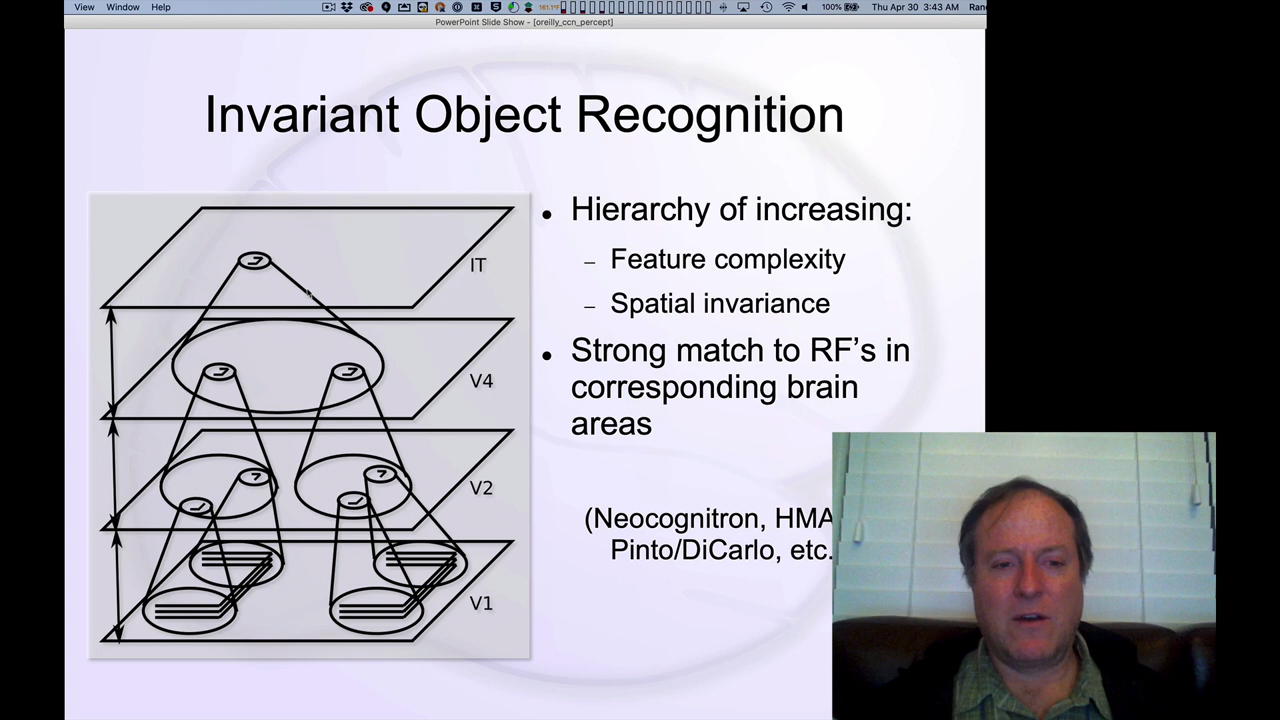 View Window Help 161.1°F 100% Thu Apr 30 3:43 AM
PowerPoint Slide Show - [oreilly_ccn_percept]
Invariant Object Recognition
IT
V4
V2
V1
• Hierarchy of increasing:
– Feature complexity
– Spatial invariance
• Strong match to RF's in
corresponding brain
areas
(Neocognitron, HMA
Pinto/DiCarlo, etc.